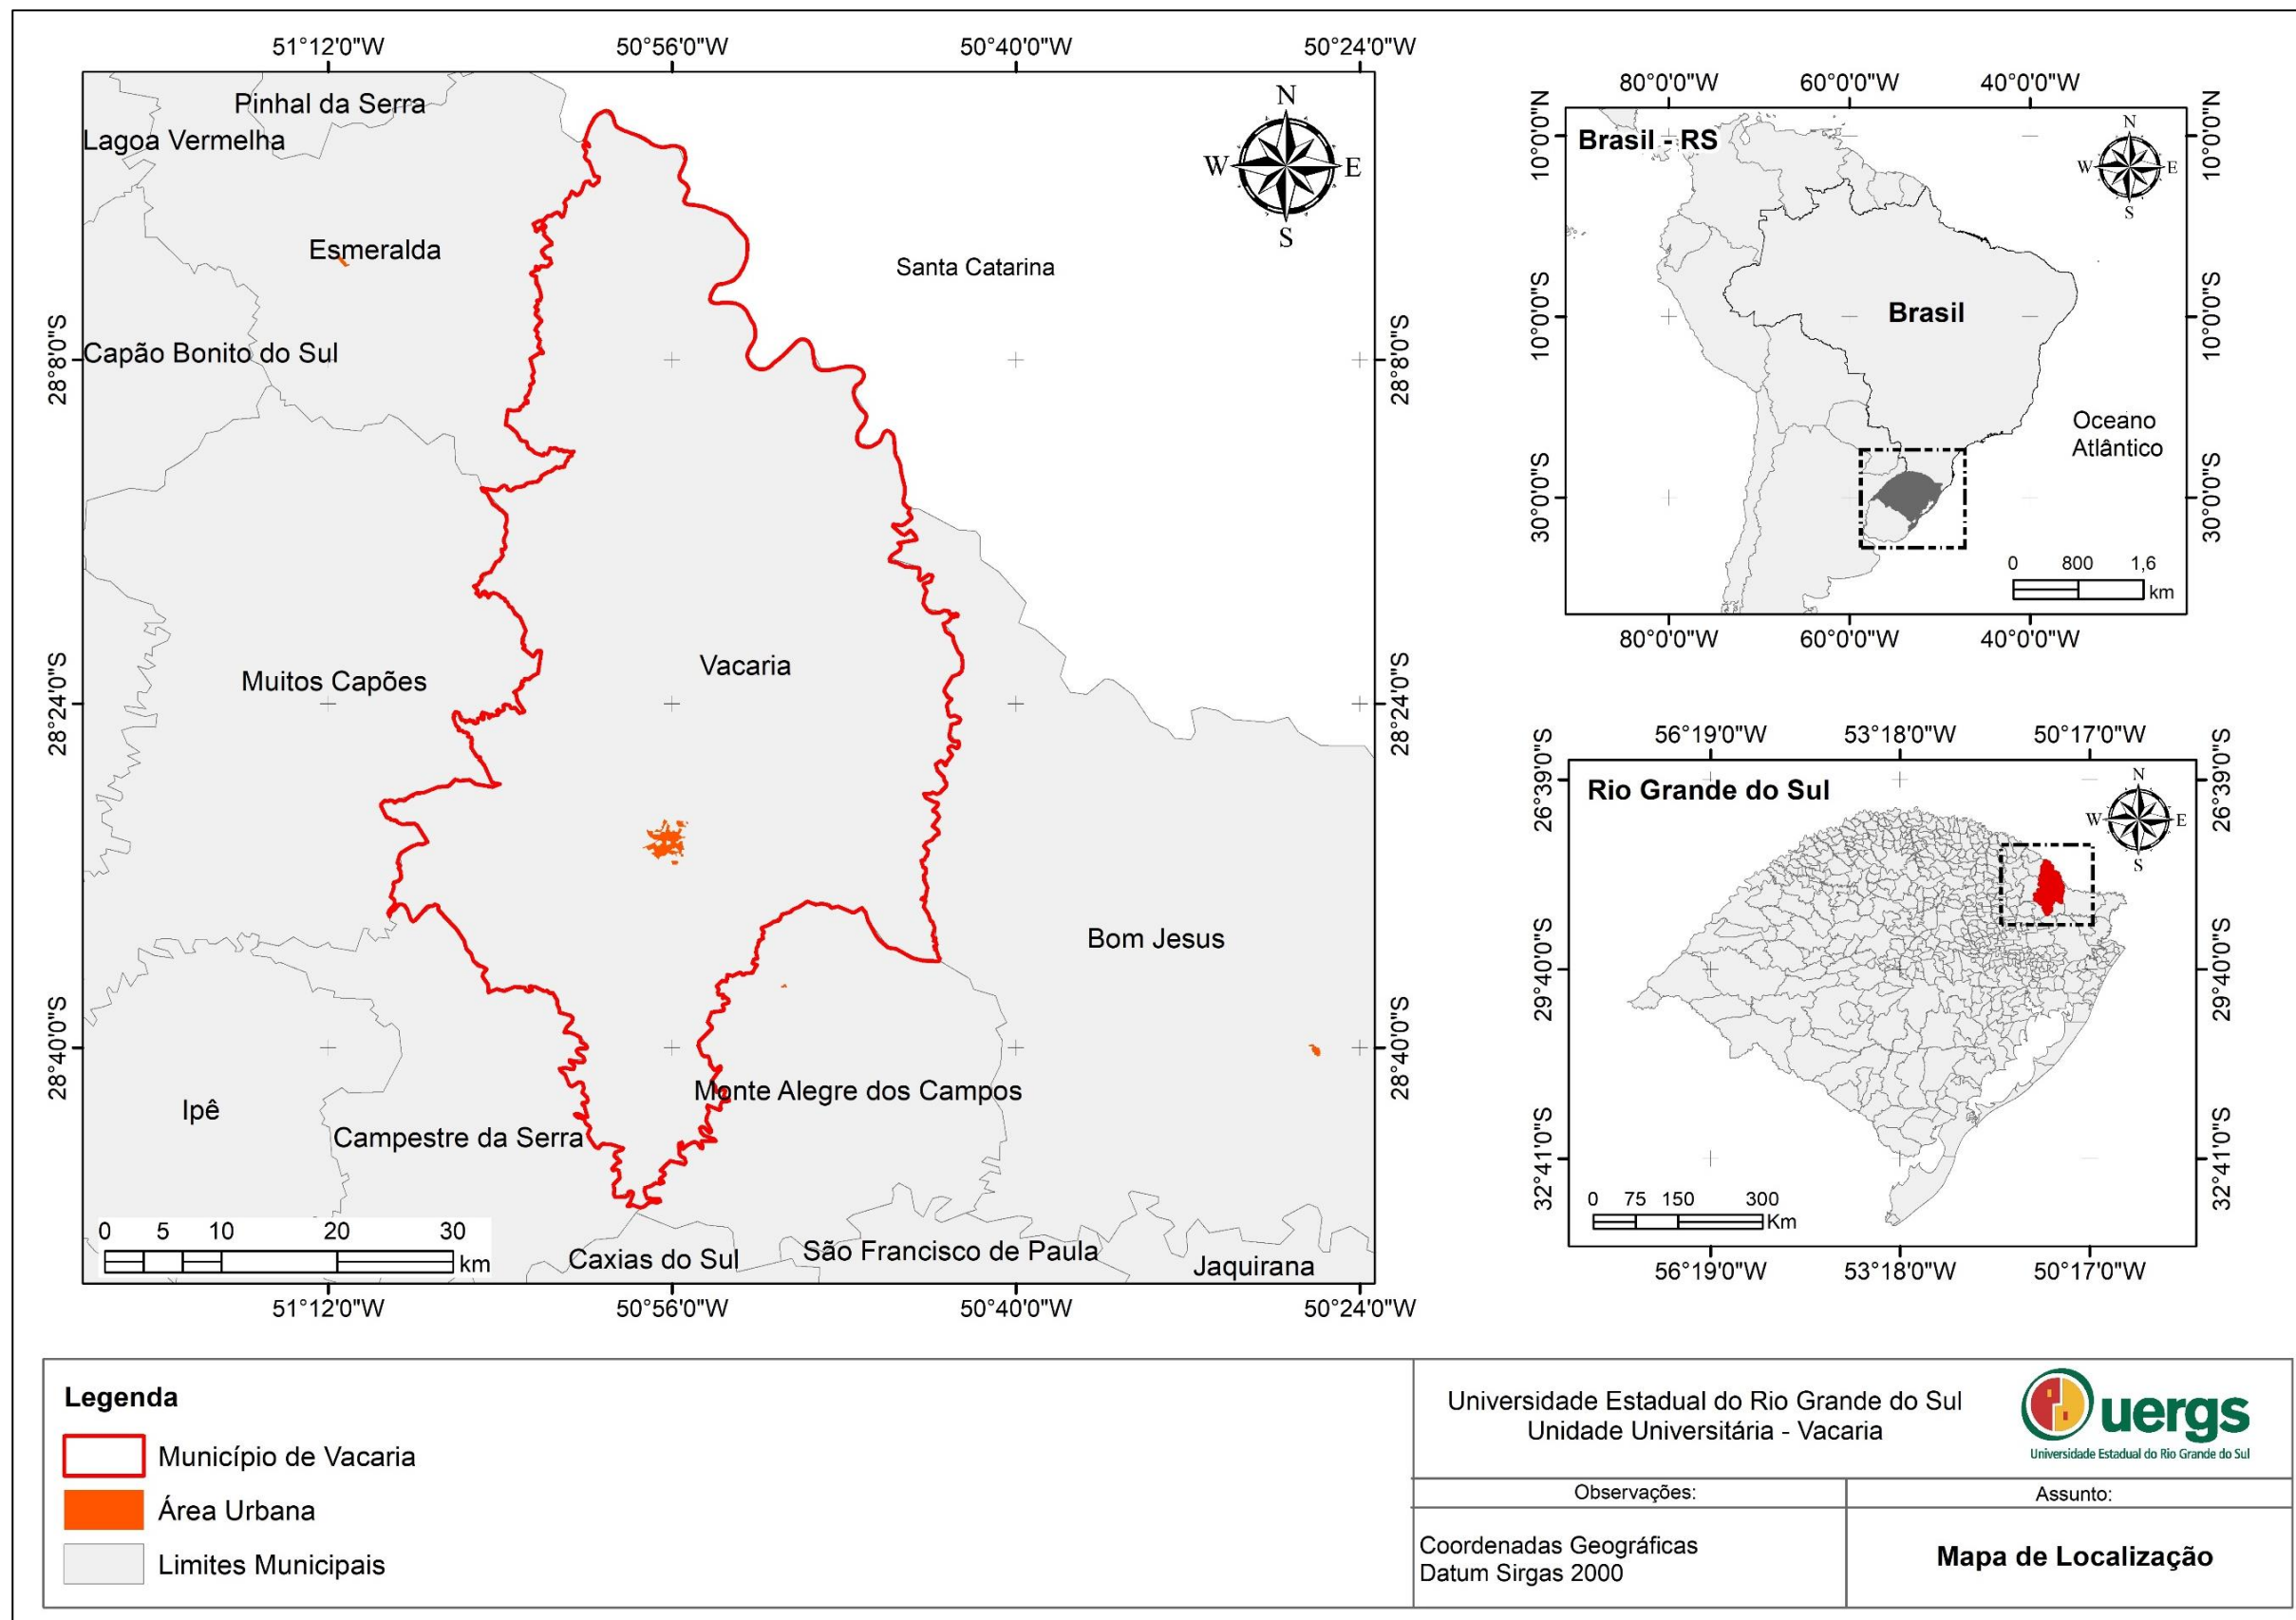 51°12'0"W 50°56'0"W 50°40'0"W 50°24'0"W
Pinhal da Serra
Lagoa Vermelha
Esmeralda
Santa Catarina
Capão Bonito do Sul
Muitos Capões
Vacaria
Bom Jesus
Monte Alegre dos Campos
Ipê
Campestre da Serra
Caxias do Sul
São Francisco de Paula
Jaquirana
N
W E
S
28°8'0"S
28°24'0"S
28°40'0"S
28°8'0"S
28°24'0"S
28°40'0"S
0 5 10 20 30
km
51°12'0"W 50°56'0"W 50°40'0"W 50°24'0"W
80°0'0"W 60°0'0"W 40°0'0"W
Brasil - RS
N
W E
S
Brasil
Oceano
Atlântico
10°0'0"N
10°0'0"S
30°0'0"S
10°0'0"N
10°0'0"S
30°0'0"S
0 800 1,6
km
80°0'0"W 60°0'0"W 40°0'0"W
56°19'0"W 53°18'0"W 50°17'0"W
Rio Grande do Sul
N
W E
S
26°39'0"S
29°40'0"S
32°41'0"S
26°39'0"S
29°40'0"S
32°41'0"S
0 75 150 300
Km
56°19'0"W 53°18'0"W 50°17'0"W
Legenda
Município de Vacaria
Área Urbana
Limites Municipais
Universidade Estadual do Rio Grande do Sul
Unidade Universitária - Vacaria
uergs
Universidade Estadual do Rio Grande do Sul
Observações:
Coordenadas Geográficas
Datum Sirgas 2000
Assunto:
Mapa de Localização